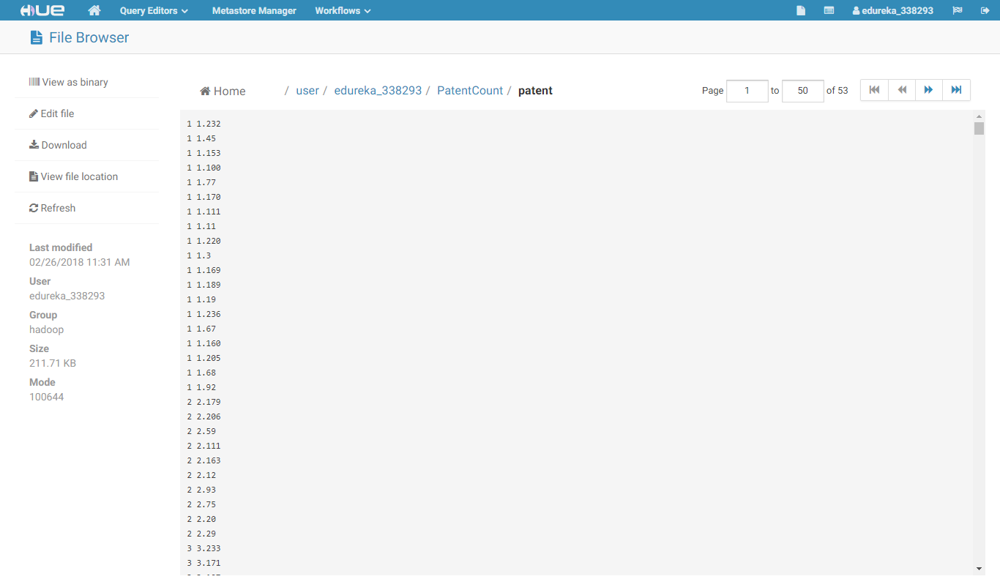 HUE Query Editors Metastore Manager Workflows edureka_338293
File Browser
View as binary
Edit file
Download
View file location
Refresh
Last modified
02/26/2018 11:31 AM
User
edureka_338293
Group
hadoop
Size
211.71 KB
Mode
100644
Home / user / edureka_338293 / PatentCount / patent Page 1 to 50 of 53
1 1.232
1 1.45
1 1.153
1 1.100
1 1.77
1 1.170
1 1.111
1 1.11
1 1.220
1 1.3
1 1.169
1 1.189
1 1.19
1 1.236
1 1.67
1 1.160
1 1.205
1 1.68
1 1.92
2 2.179
2 2.206
2 2.59
2 2.111
2 2.163
2 2.12
2 2.93
2 2.75
2 2.20
2 2.29
3 3.233
3 3.171